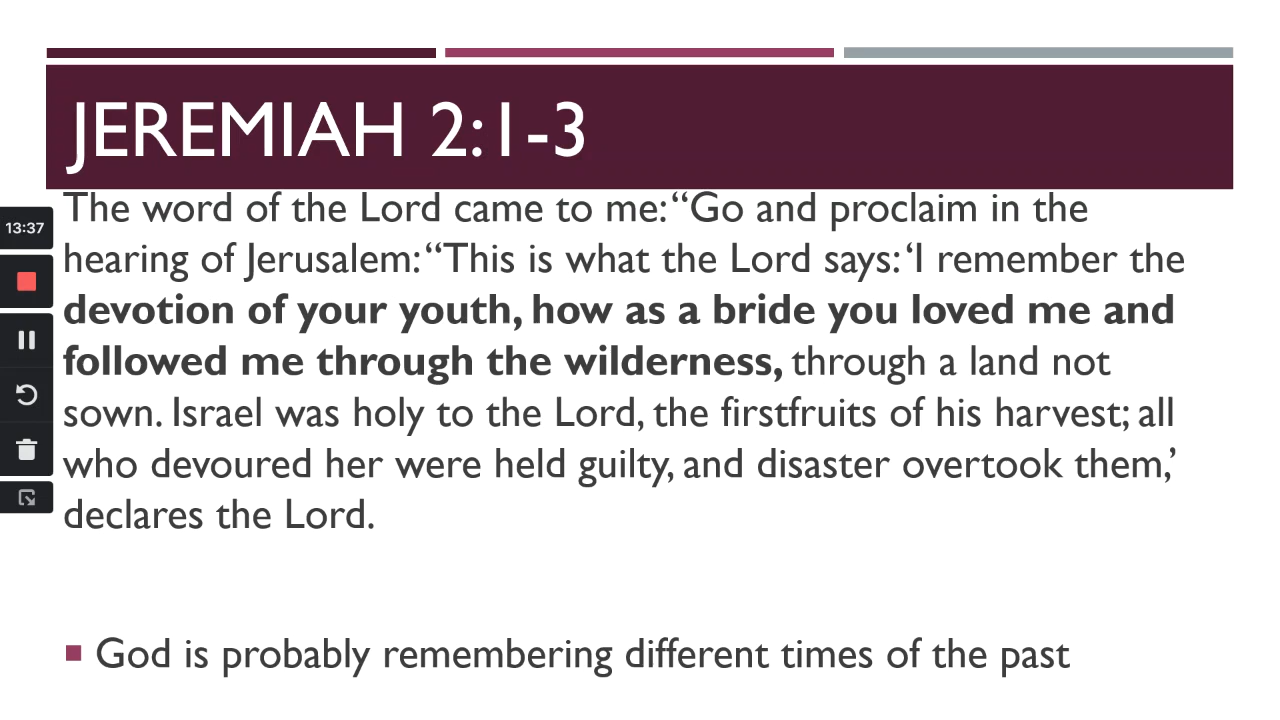 JEREMIAH 2:1-3
The word of the Lord came to me: “Go and proclaim in the
hearing of Jerusalem: “This is what the Lord says: ‘I remember the
devotion of your youth, how as a bride you loved me and
followed me through the wilderness, through a land not
sown. Israel was holy to the Lord, the firstfruits of his harvest; all
who devoured her were held guilty, and disaster overtook them,’
declares the Lord.
God is probably remembering different times of the past
13:37